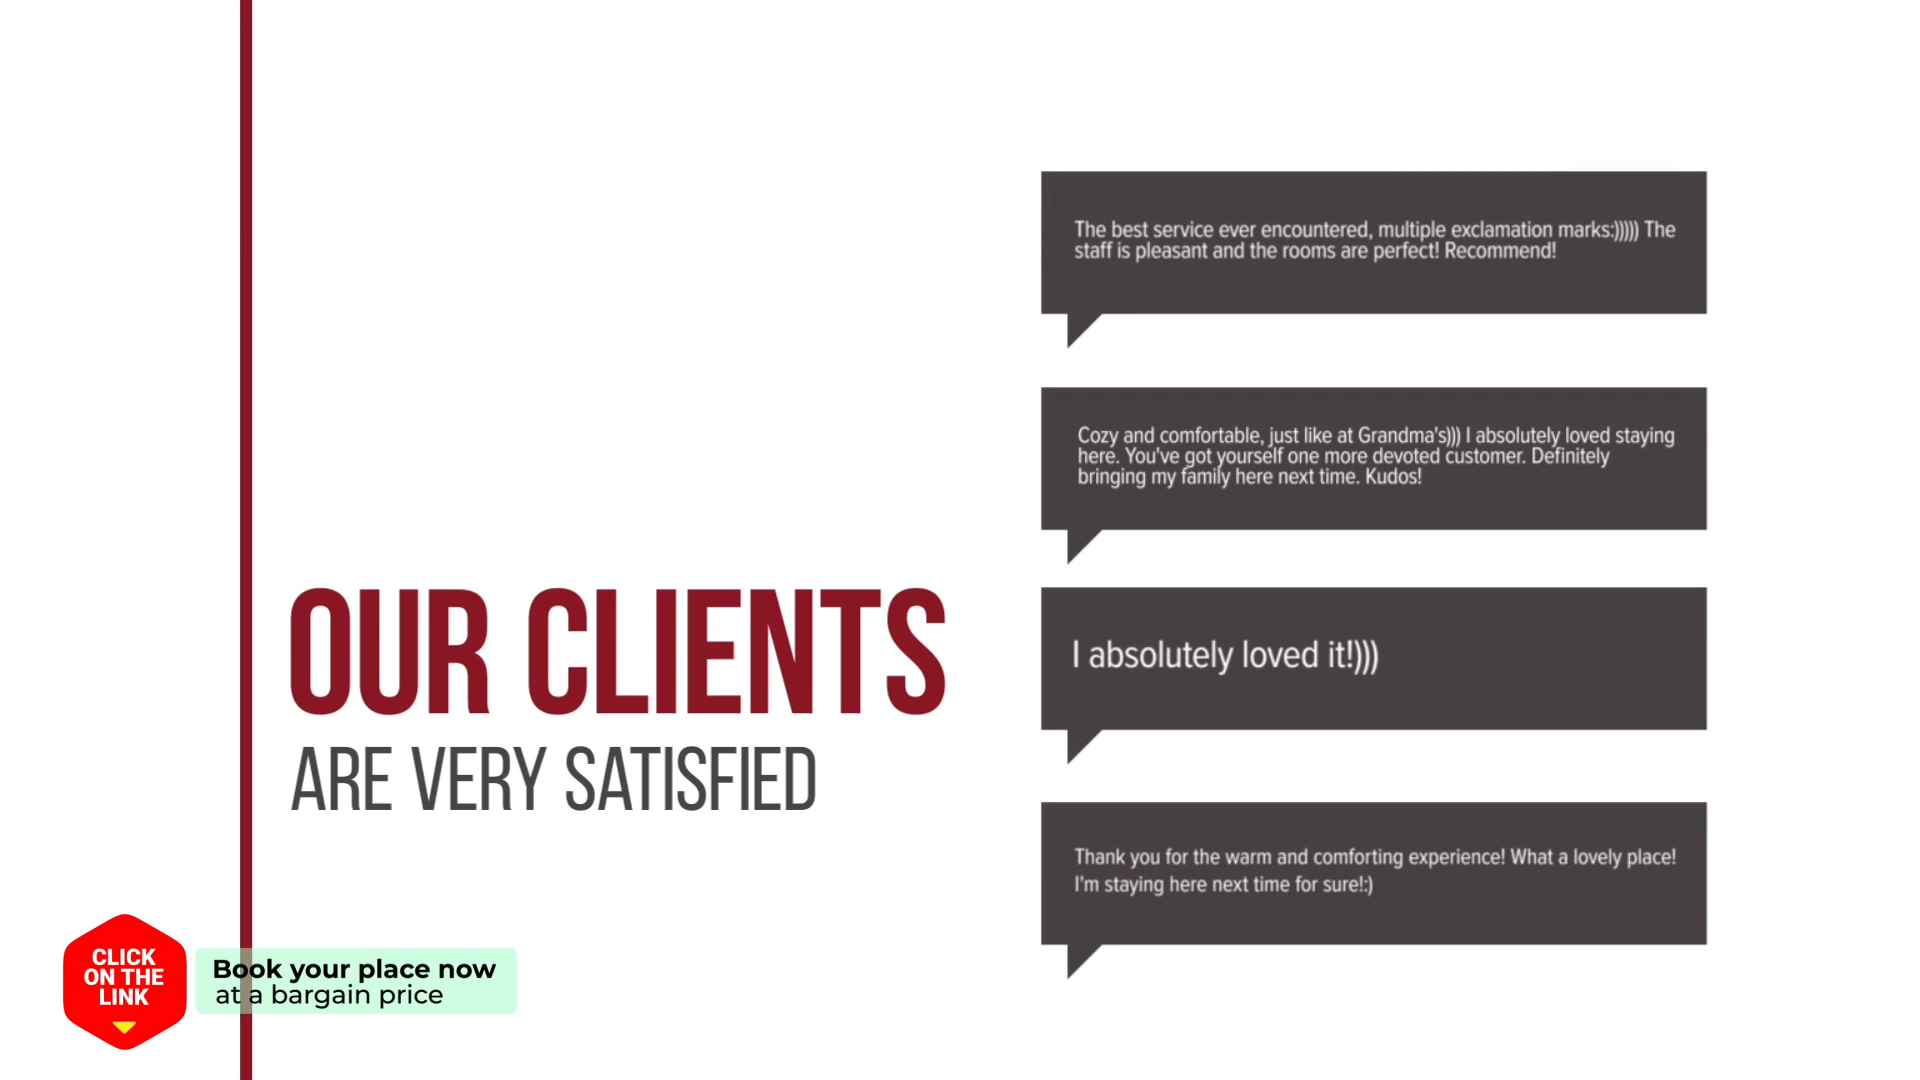 OUR CLIENTS
ARE VERY SATISFIED
The best service ever encountered, multiple exclamation marks:))))) The
staff is pleasant and the rooms are perfect! Recommend!
Cozy and comfortable, just like at Grandma's))) I absolutely loved staying
here. You've got yourself one more devoted customer. Definitely
bringing my family here next time. Kudos!
I absolutely loved it!)))
Thank you for the warm and comforting experience! What a lovely place!
I'm staying here next time for sure!:)
CLICK
ON THE
LINK
Book your place now
at a bargain price